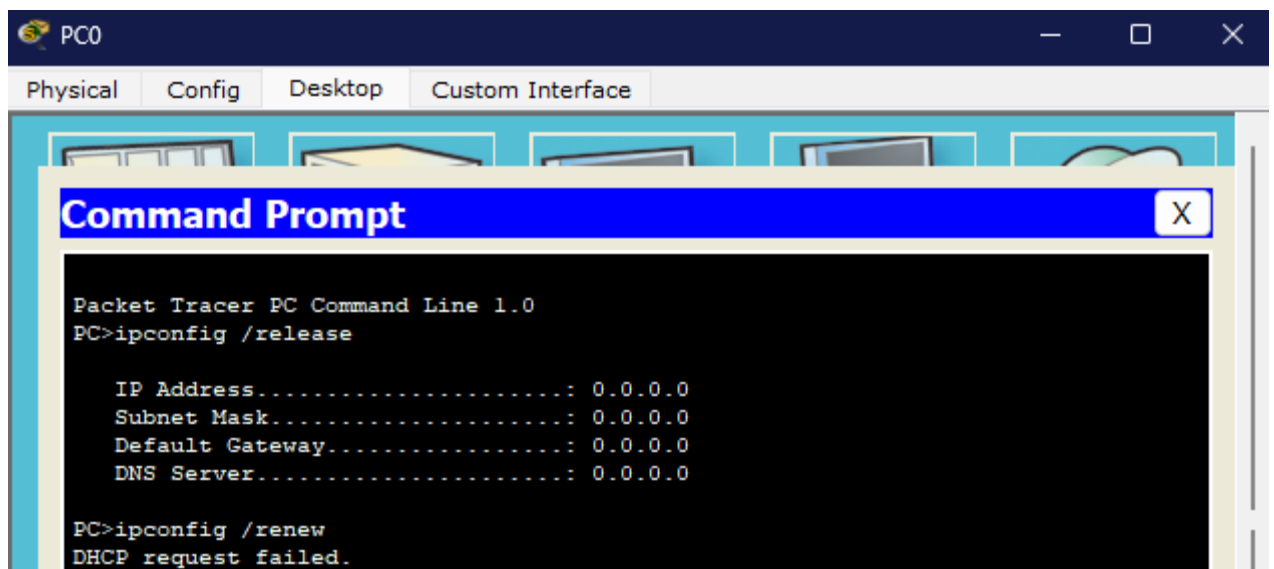 PC0
Physical Config Desktop Custom Interface
Command Prompt X
Packet Tracer PC Command Line 1.0
PC>ipconfig /release
IP Address......................: 0.0.0.0
Subnet Mask.....................: 0.0.0.0
Default Gateway.................: 0.0.0.0
DNS Server......................: 0.0.0.0
PC>ipconfig /renew
DHCP request failed.